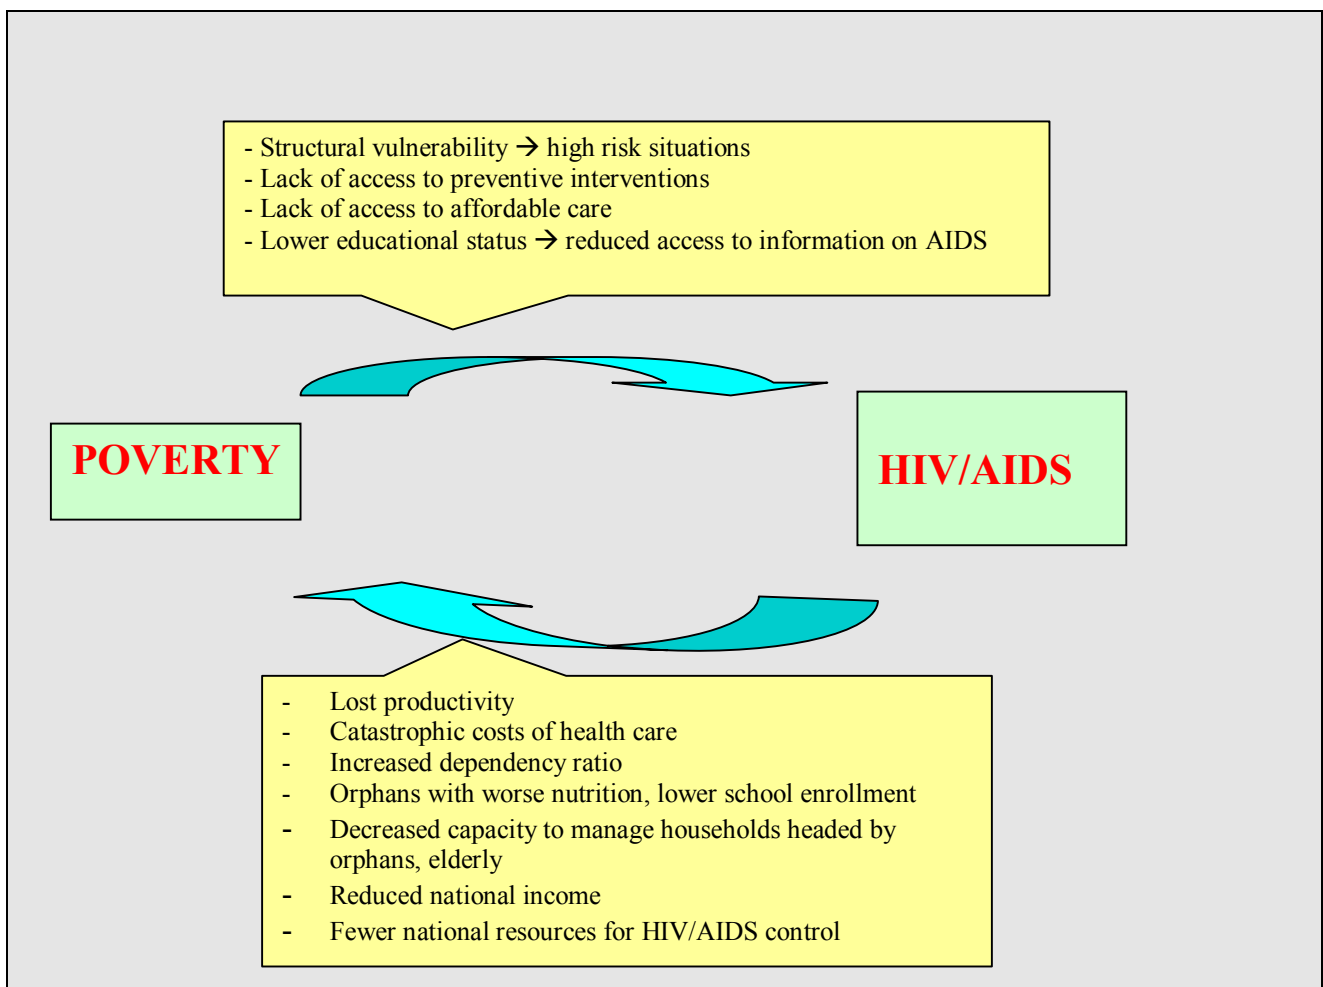 - Structural vulnerability → high risk situations
- Lack of access to preventive interventions
- Lack of access to affordable care
- Lower educational status → reduced access to information on AIDS
POVERTY
HIV/AIDS
- Lost productivity
- Catastrophic costs of health care
- Increased dependency ratio
- Orphans with worse nutrition, lower school enrollment
- Decreased capacity to manage households headed by
orphans, elderly
- Reduced national income
- Fewer national resources for HIV/AIDS control